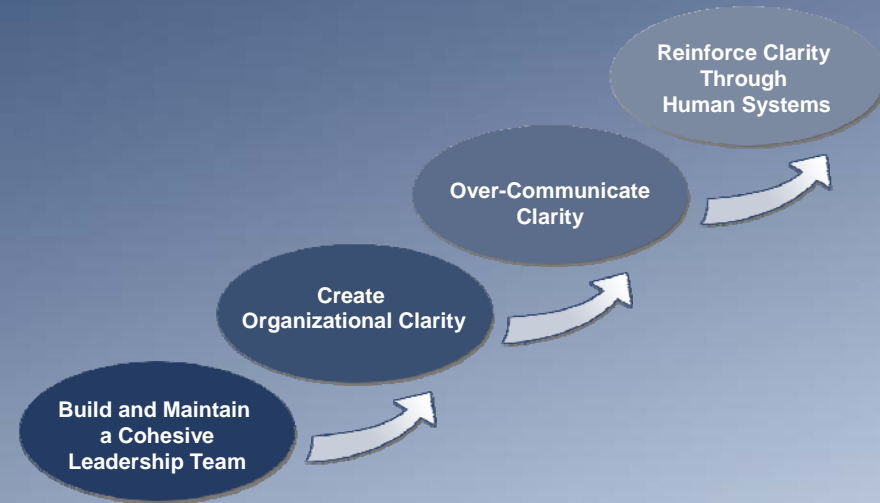 Reinforce Clarity
Through
Human Systems
Over-Communicate
Clarity
Create
Organizational Clarity
Build and Maintain
a Cohesive
Leadership Team